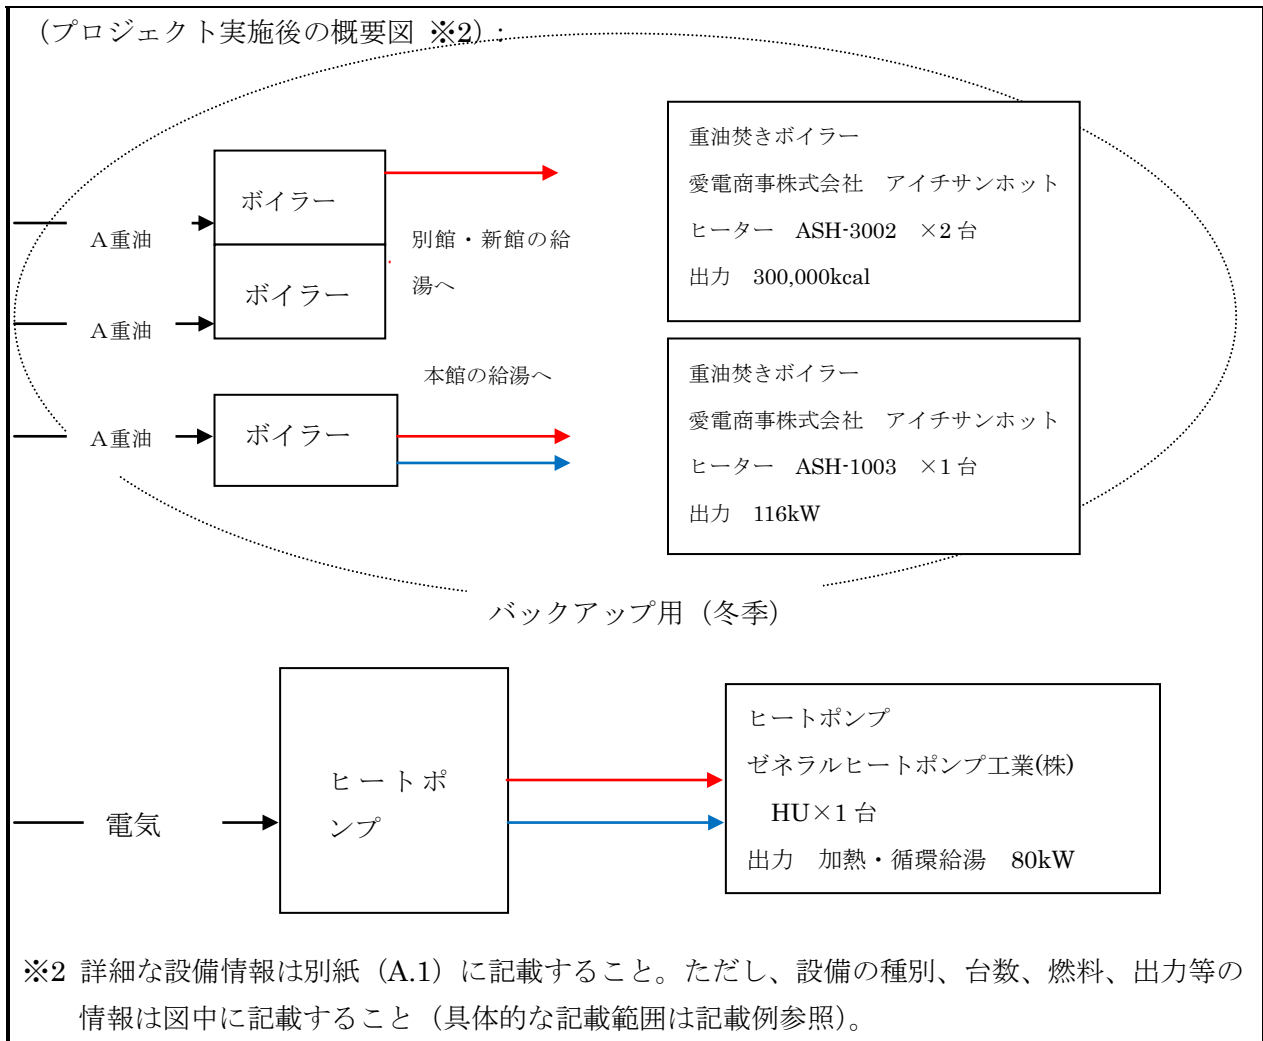 （プロジェクト実施後の概要図 ※2）:
ボイラー
A重油
ボイラー
A重油
別館・新館の給
湯へ
重油焚きボイラー
愛電商事株式会社　アイチサンホット
ヒーター　ASH-3002　×2 台
出力　300,000kcal
本館の給湯へ
A重油
ボイラー
重油焚きボイラー
愛電商事株式会社　アイチサンホット
ヒーター　ASH-1003　×1 台
出力　116kW
バックアップ用（冬季）
電気
ヒートポ
ンプ
ヒートポンプ
ゼネラルヒートポンプ工業(株)
HU×1 台
出力　加熱・循環給湯　80kW
※2 詳細な設備情報は別紙（A.1）に記載すること。ただし、設備の種別、台数、燃料、出力等の
情報は図中に記載すること（具体的な記載範囲は記載例参照）。